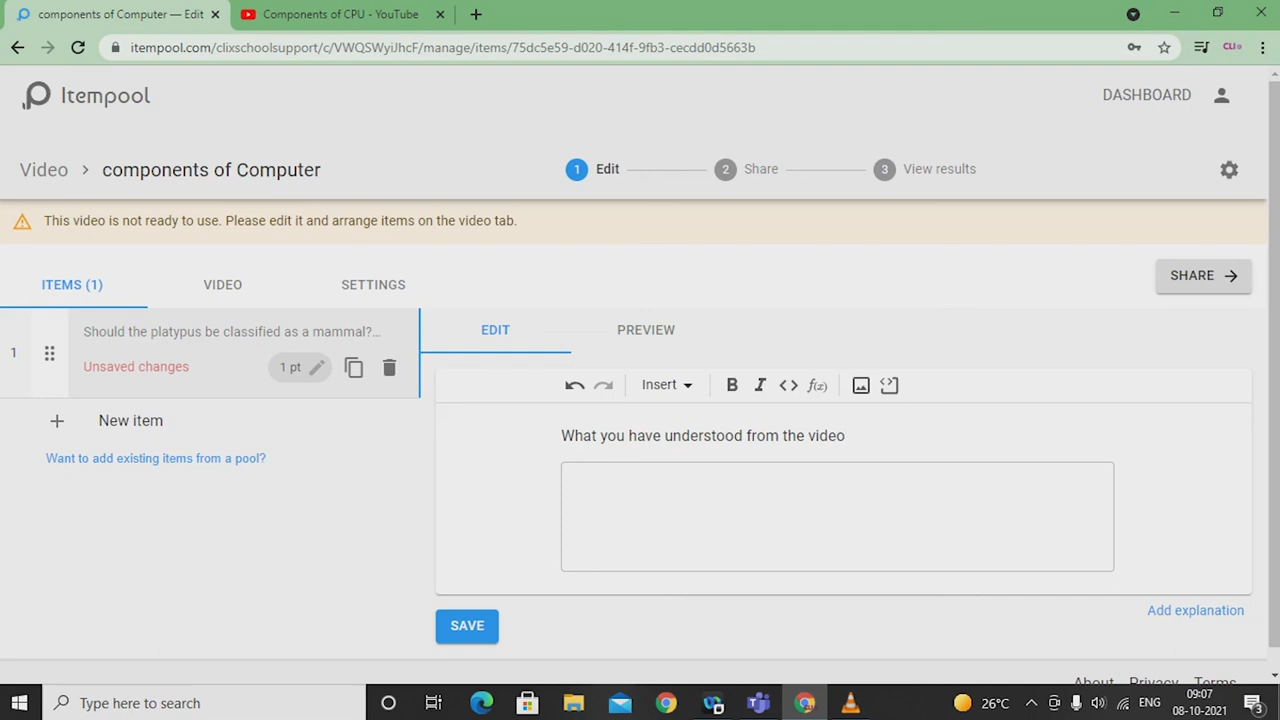 components of Computer — Edit
Components of CPU - YouTube
itempool.com/clixschoolsupport/c/VWQSWyiJhcF/manage/items/75dc5e59-d020-414f-9fb3-cecdd0d5663b
CLI
Itempool
DASHBOARD
Video > components of Computer
1 Edit
2 Share
3 View results
This video is not ready to use. Please edit it and arrange items on the video tab.
ITEMS (1)
VIDEO
SETTINGS
SHARE
1
Should the platypus be classified as a mammal?...
Unsaved changes
1 pt
New item
Want to add existing items from a pool?
EDIT
PREVIEW
Insert
B I <> f(x)
What you have understood from the video
Add explanation
SAVE
About Privacy Terms
Type here to search
26°C
ENG
09:07
08-10-2021
3